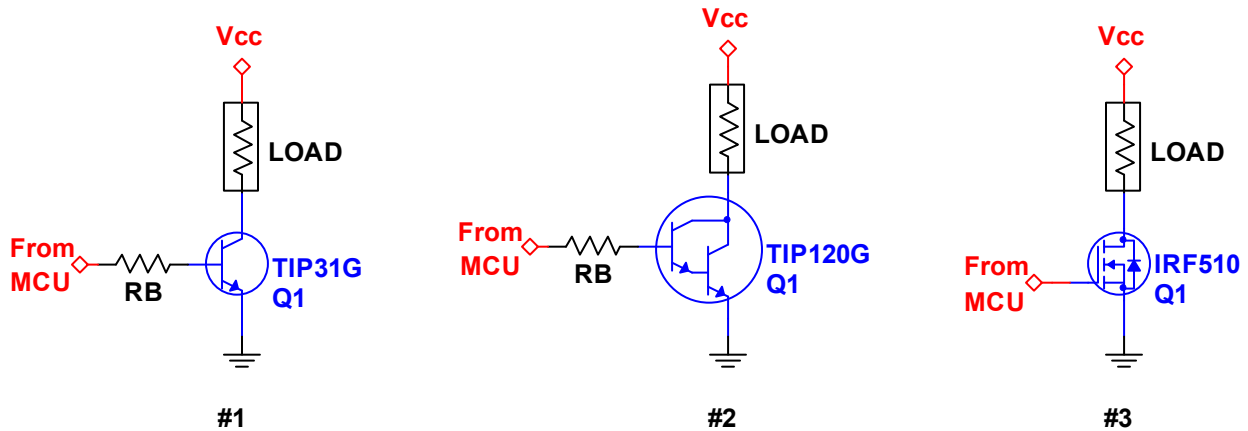 Vcc
LOAD
From
MCU
RB
TIP31G
Q1
#1
Vcc
LOAD
From
MCU
RB
TIP120G
Q1
#2
Vcc
LOAD
From
MCU
IRF510
Q1
#3